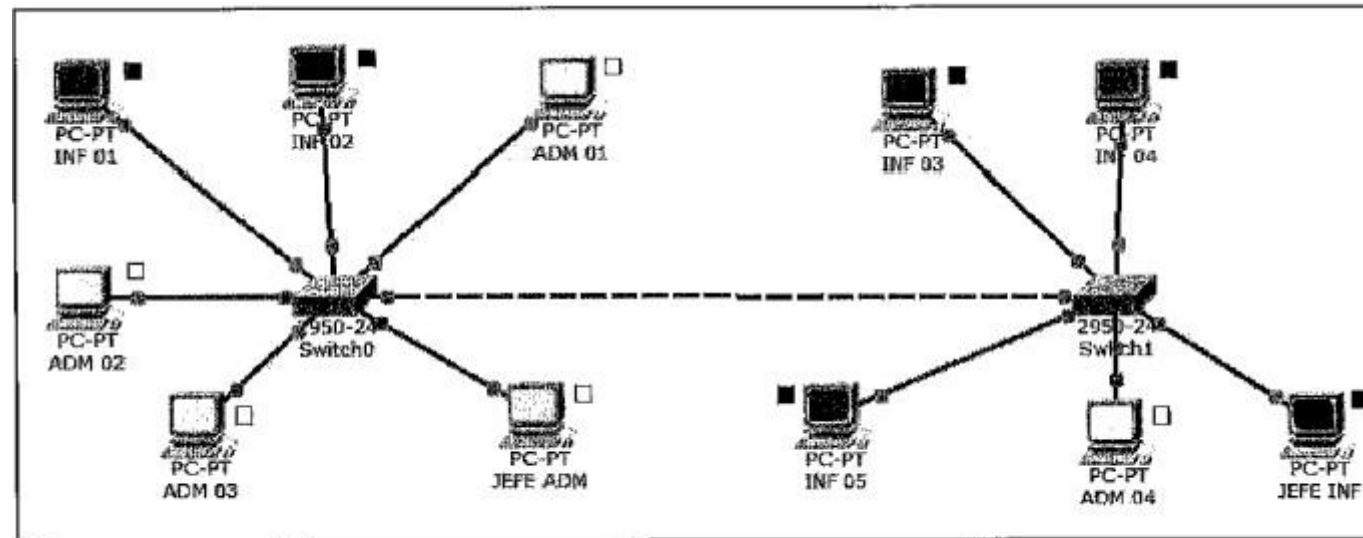 PC-PT
INF 01
PC-PT
INF 02
PC-PT
ADM 01
PC-PT
INF 03
PC-PT
INF 04
PC-PT
ADM 02
2950-24
Switch0
2950-24
Switch1
PC-PT
ADM 03
PC-PT
JEFE ADM
PC-PT
INF 05
PC-PT
ADM 04
PC-PT
JEFE INF